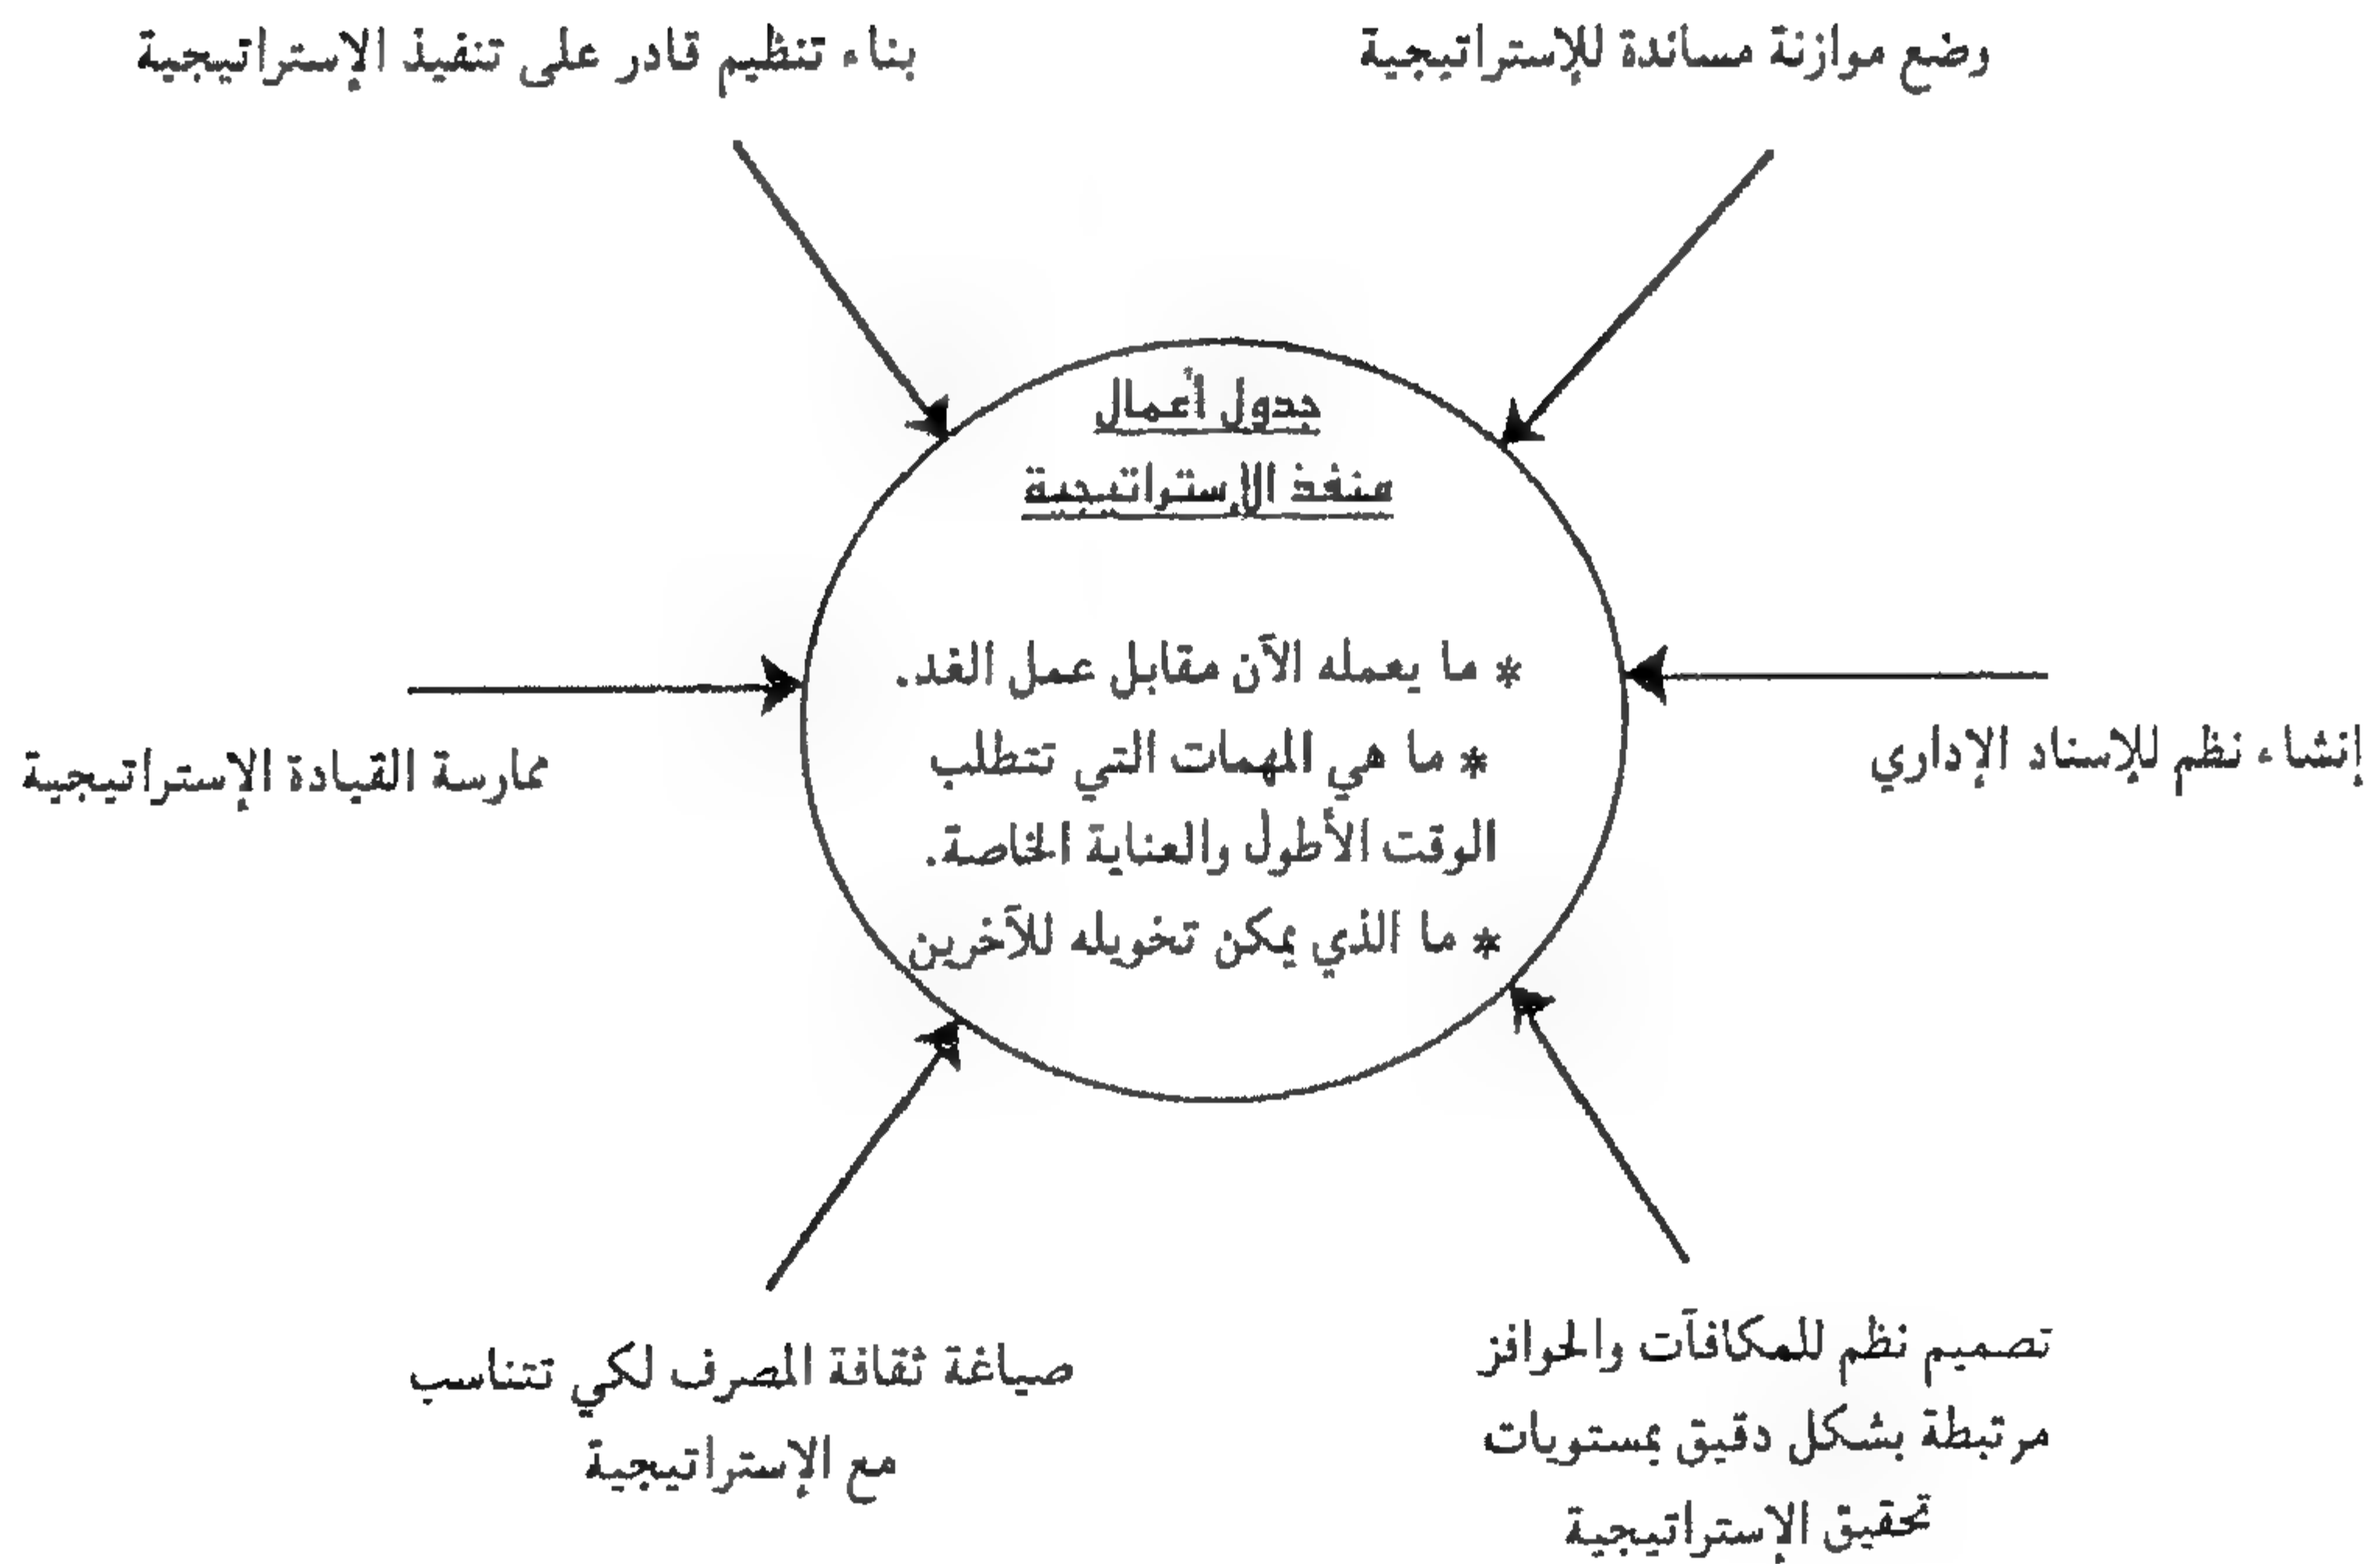 وضع موازنة مساندة للإستراتيجية
بناء تنظيم قادر على تنفيذ الإستراتيجية
جدول أعمال
منفذ الإستراتيجية
* ما يعمله الآن مقابل عمل الغد.
* ما هي المهمات التي تتطلب
الوقت الأطول والعناية الخاصة.
* ما الذي يمكن تخويله للآخرين
إنشاء نظم للإسناد الإداري
ممارسة القيادة الإستراتيجية
تصميم نظم للمكافآت والحوافز
مرتبطة بشكل دقيق بمستويات
تحقيق الإستراتيجية
صياغة ثقافة المصرف لكي تتناسب
مع الإستراتيجية